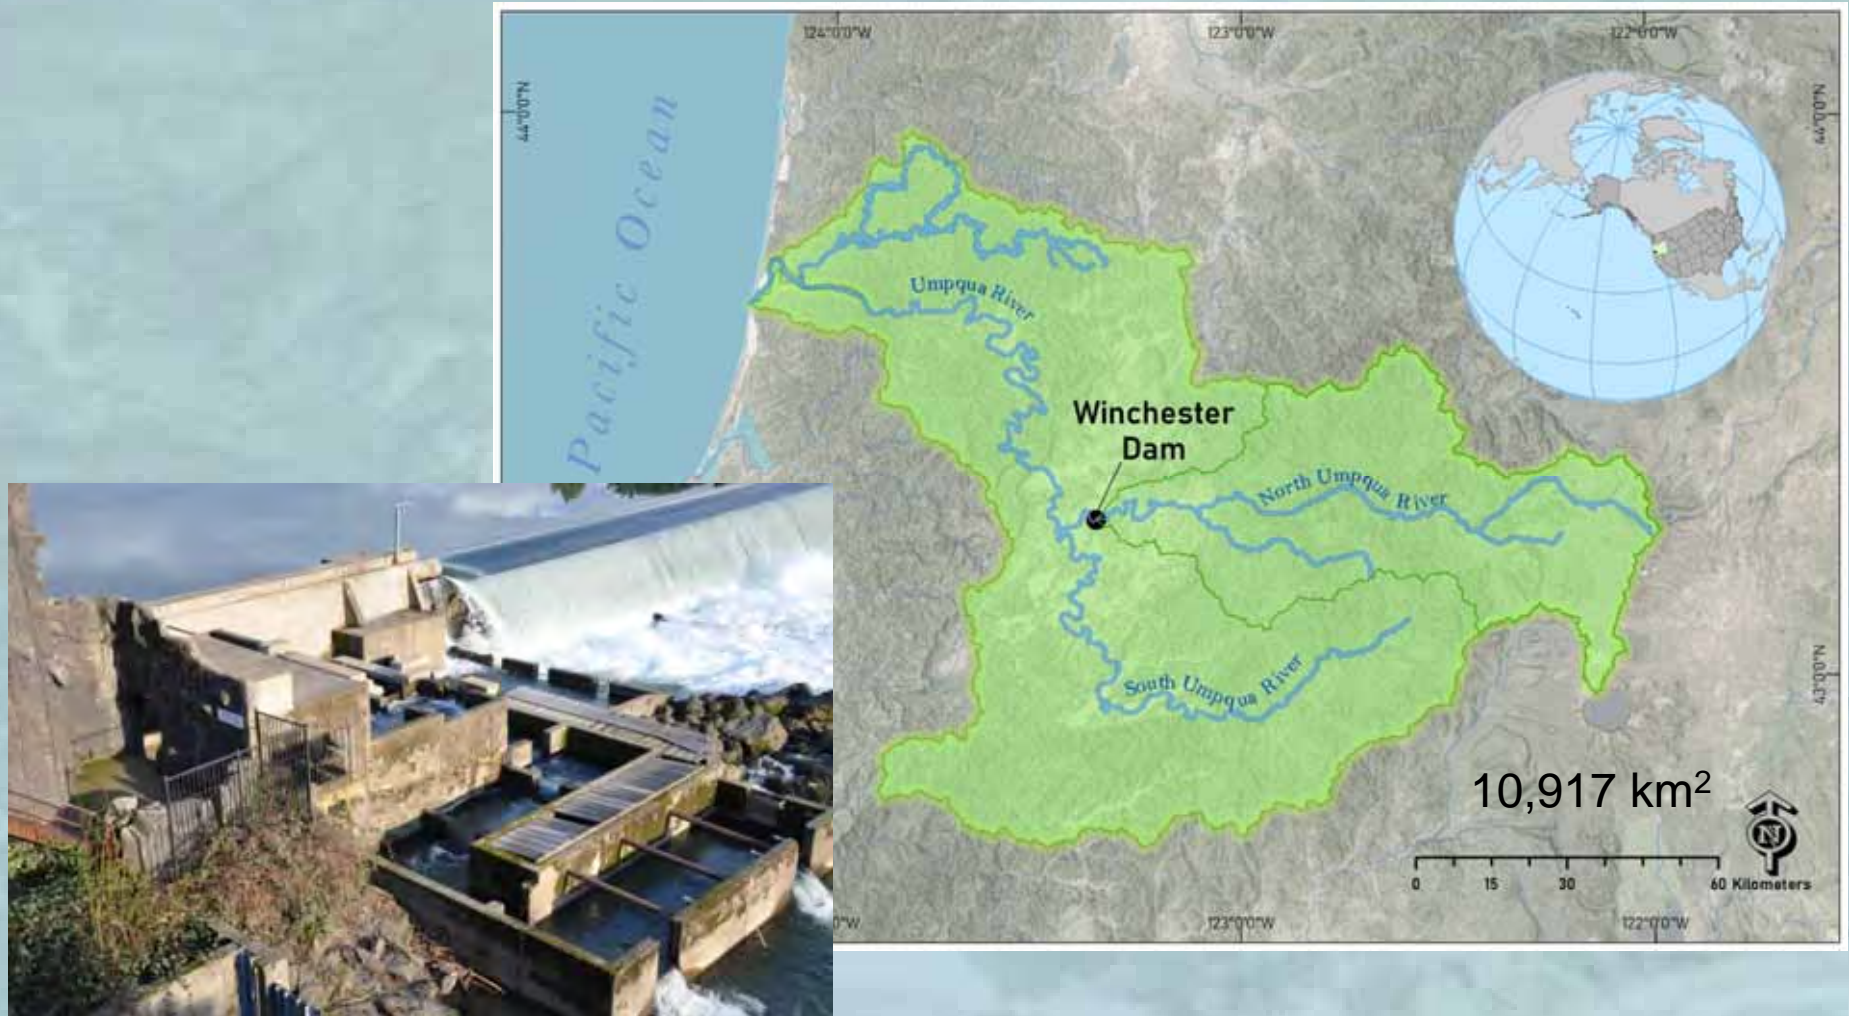 124°0'0"W
123°0'0"W
122°0'0"W
44°0'0"N
44°0'0"N
Pacific Ocean
Umpqua River
Winchester
Dam
North Umpqua River
South Umpqua River
43°0'0"N
10,917 km²
N
0 15 30 60 Kilometers
0"W
123°0'0"W
122°0'0"W